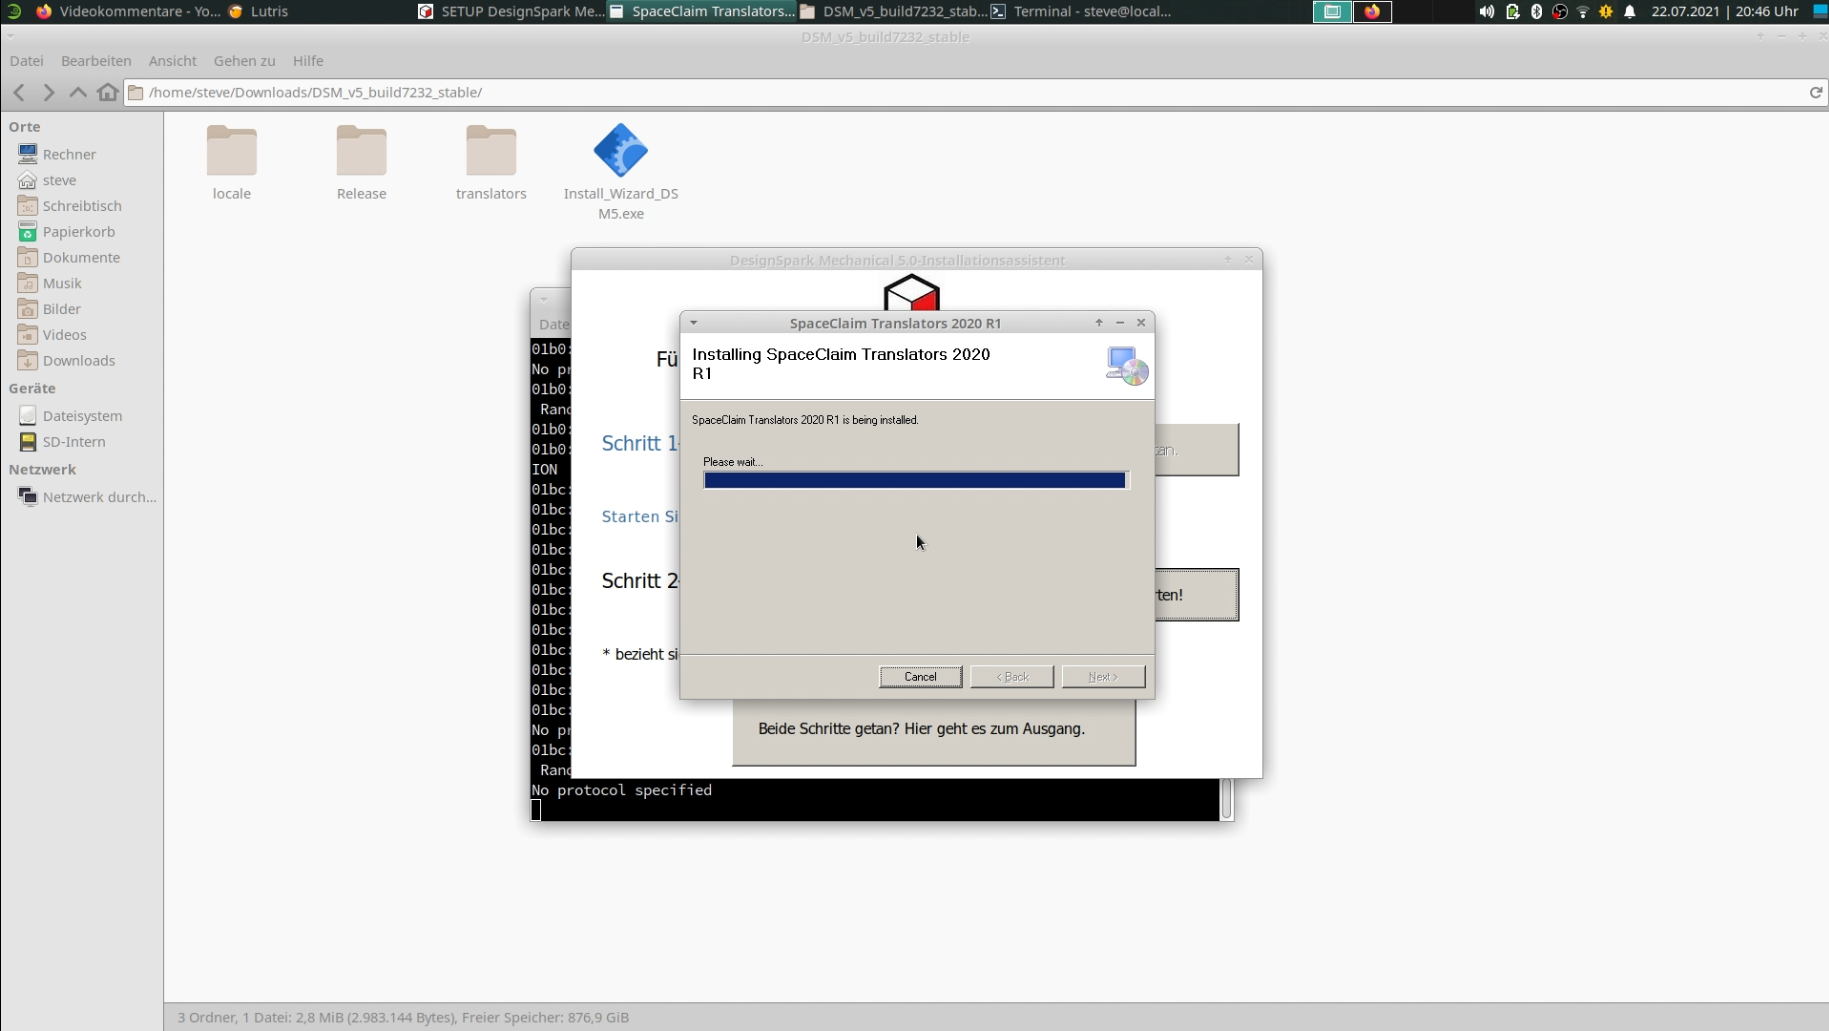 Videokommentare - Yo...
Lutris
SETUP DesignSpark Me...
SpaceClaim Translators...
DSM_v5_build7232_stab...
Terminal - steve@local...
22.07.2021 | 20:46 Uhr
DSM_v5_build7232_stable
Datei Bearbeiten Ansicht Gehen zu Hilfe
/home/steve/Downloads/DSM_v5_build7232_stable/
Orte
Rechner
steve
Schreibtisch
Papierkorb
Dokumente
Musik
Bilder
Videos
Downloads
Geräte
Dateisystem
SD-Intern
Netzwerk
Netzwerk durch...
locale
Release
translators
Install_Wizard_DS
M5.exe
DesignSpark Mechanical 5.0-Installationsassistent
Schritt 1-
Starten Si
Schritt 2-
* bezieht si
rten!
Beide Schritte getan? Hier geht es zum Ausgang.
SpaceClaim Translators 2020 R1
Installing SpaceClaim Translators 2020
R1
SpaceClaim Translators 2020 R1 is being installed.
Please wait...
Cancel
< Back
Next >
Date
01b0:
No pr
01b0:
Rand
01b0:
01b0:
ION
01bc:
01bc:
01bc:
01bc:
01bc:
01bc:
01bc:
01bc:
01bc:
01bc:
01bc:
01bc:
No pr
01bc:
Rand
No protocol specified
3 Ordner, 1 Datei: 2,8 MiB (2.983.144 Bytes), Freier Speicher: 876,9 GiB